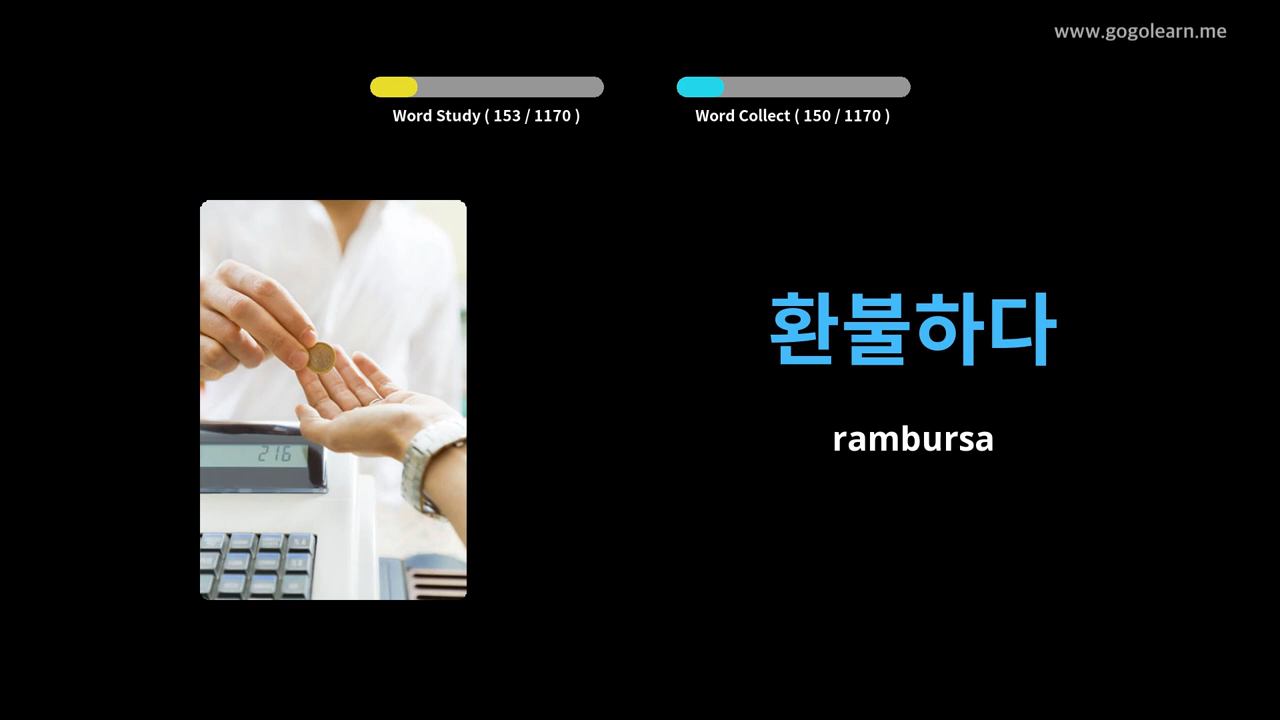 www.gogolearn.me
Word Study ( 153 / 1170 )
Word Collect ( 150 / 1170 )
216
환불하다
rambursa